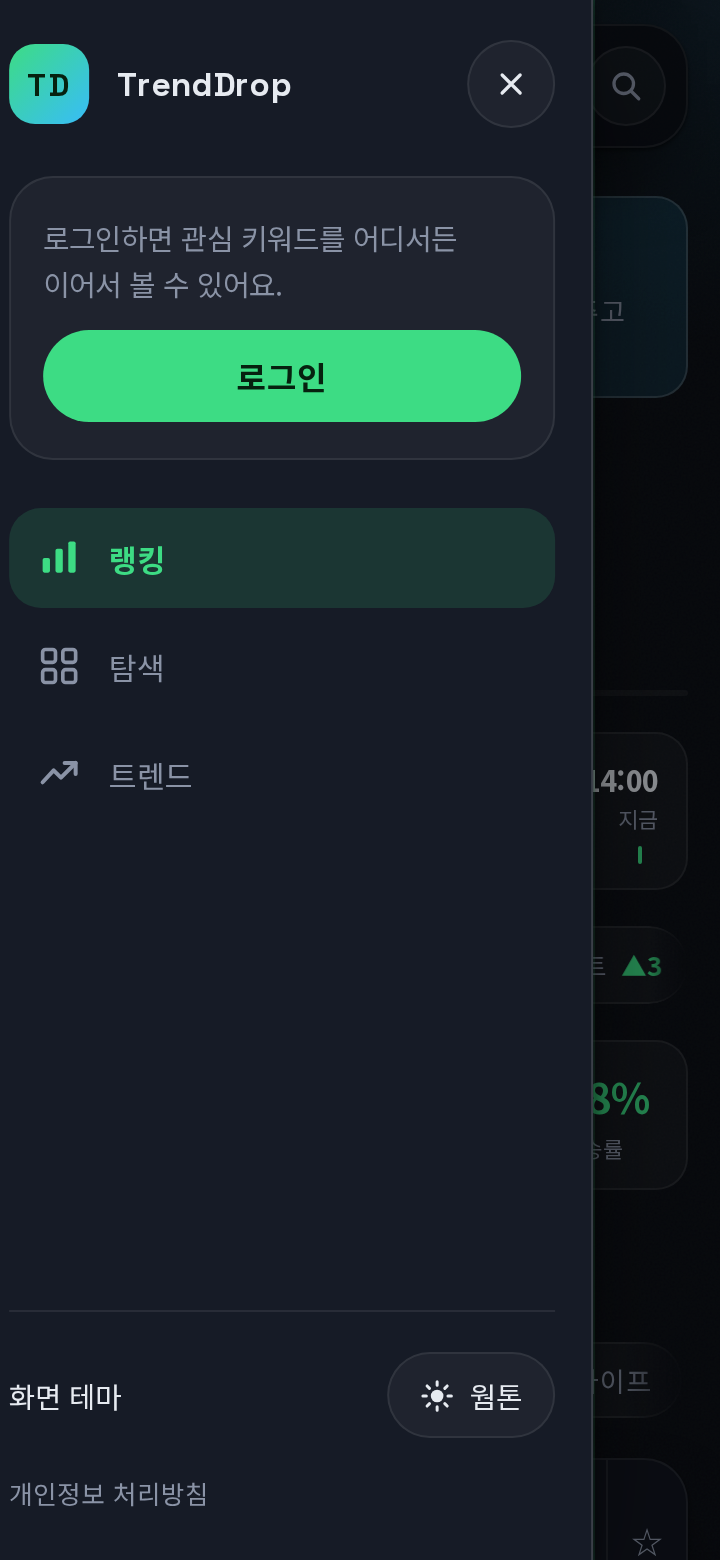 TD
TrendDrop
로그인하면 관심 키워드를 어디서든
이어서 볼 수 있어요.
로그인
랭킹
탐색
트렌드
화면 테마
웜톤
개인정보 처리방침
14:00
지금
▲3
8%